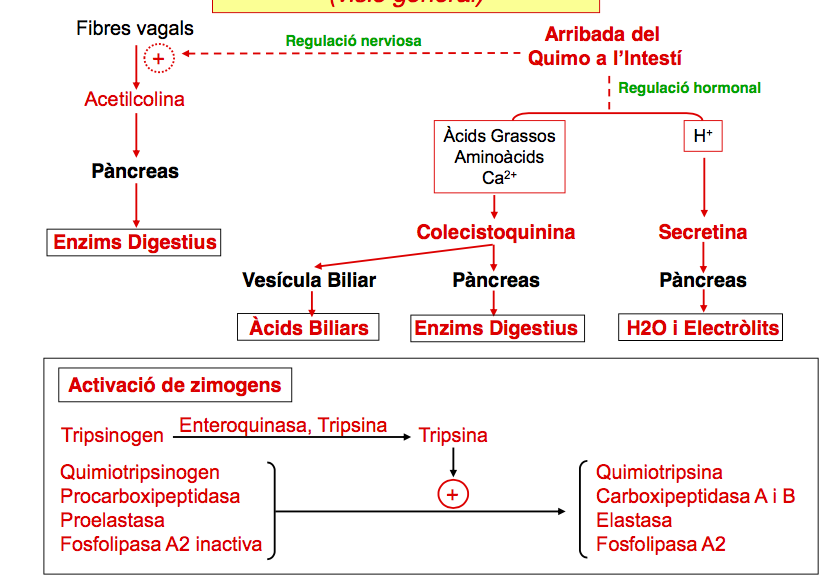 (visió general)
Fibres vagals
+
Regulació nerviosa
Arribada del
Quimo a l’Intestí
Regulació hormonal
Acetilcolina
Pàncreas
Enzims Digestius
Àcids Grassos
Aminoàcids
Ca²⁺
H⁺
Colecistoquinina
Secretina
Vesícula Biliar
Pàncreas
Pàncreas
Àcids Biliars
Enzims Digestius
H2O i Electròlits
Activació de zimogens
Tripsinogen
Enteroquinasa, Tripsina
Tripsina
+
Quimiotripsinogen
Procarboxipeptidasa
Proelastasa
Fosfolipasa A2 inactiva
Quimiotripsina
Carboxipeptidasa A i B
Elastasa
Fosfolipasa A2